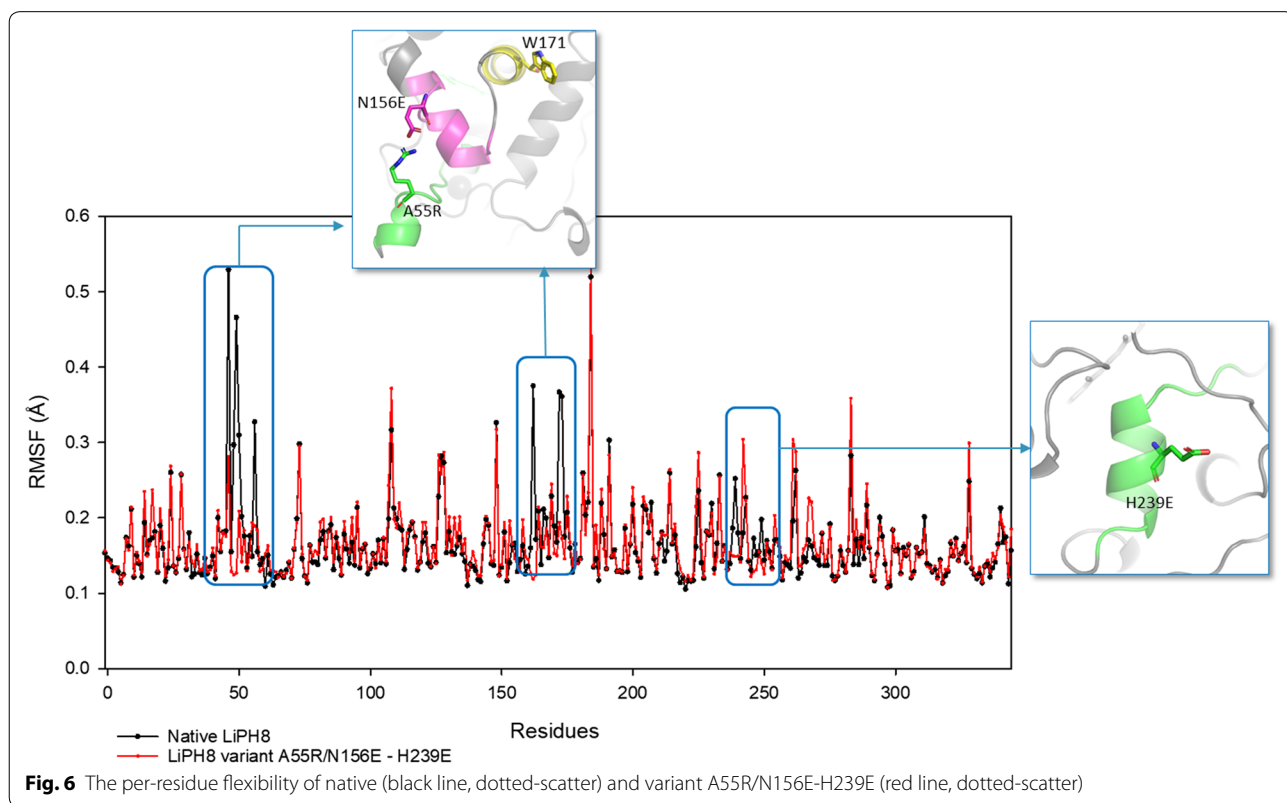 W171
N156E
A55R
0.6
0.5
0.4
0.3
0.2
0.1
0.0
RMSF (Å)
H239E
0 50 100 150 200 250 300
Residues
Native LiPH8
LiPH8 variant A55R/N156E - H239E
Fig. 6 The per-residue flexibility of native (black line, dotted-scatter) and variant A55R/N156E-H239E (red line, dotted-scatter)